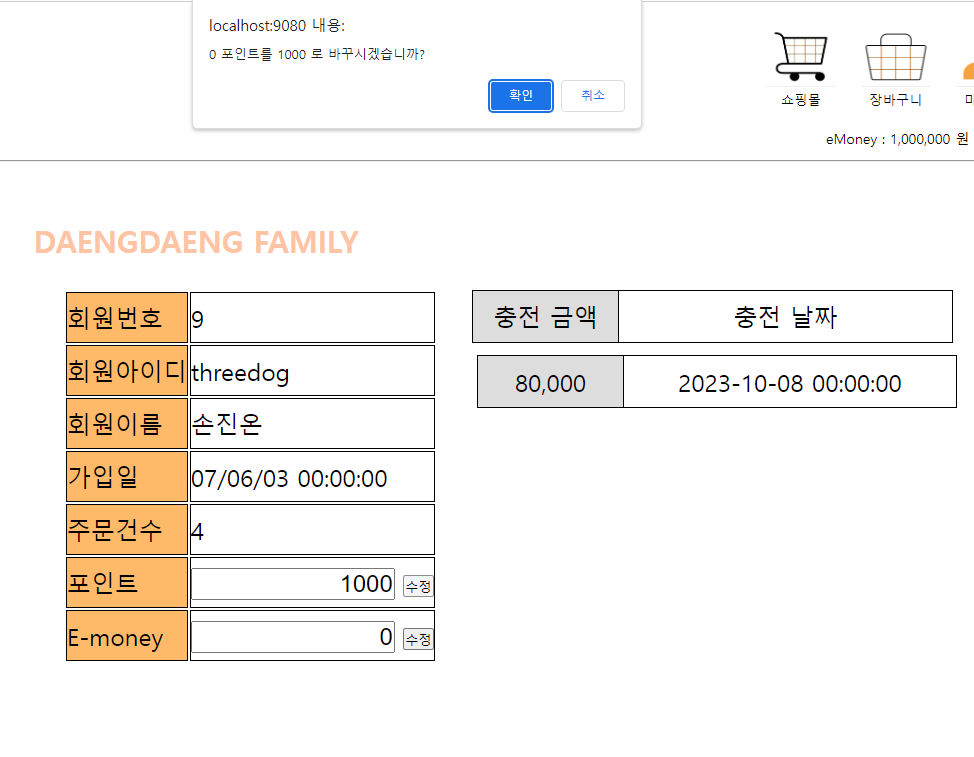 localhost:9080 내용:
0 포인트를 1000 로 바꾸시겠습니까?
확인 취소
쇼핑몰 장바구니
eMoney : 1,000,000 원
DAENGDAENG FAMILY
회원번호 9
회원아이디 threedog
회원이름 손진온
가입일 07/06/03 00:00:00
주문건수 4
포인트 1000 수정
E-money 0 수정
충전 금액 충전 날짜
80,000 2023-10-08 00:00:00